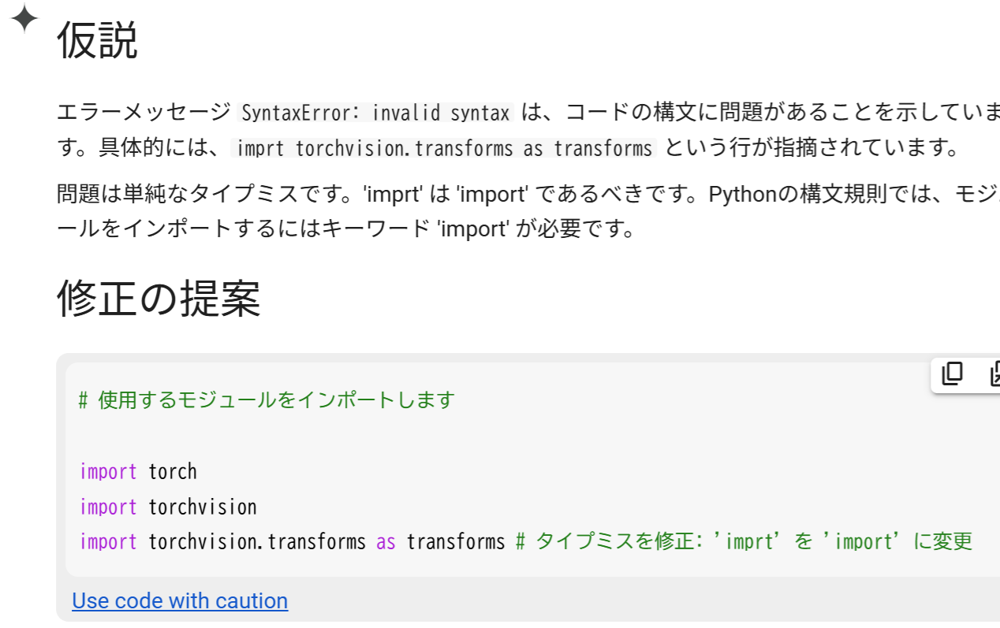 仮説
エラーメッセージ SyntaxError: invalid syntax は、コードの構文に問題があることを示していま
す。具体的には、 imprt torchvision.transforms as transforms という行が指摘されています。
問題は単純なタイプミスです。'imprt' は 'import' であるべきです。Pythonの構文規則では、モジ
ールをインポートするにはキーワード 'import' が必要です。
修正の提案
# 使用するモジュールをインポートします
import torch
import torchvision
import torchvision.transforms as transforms # タイプミスを修正: 'imprt' を 'import' に変更
Use code with caution